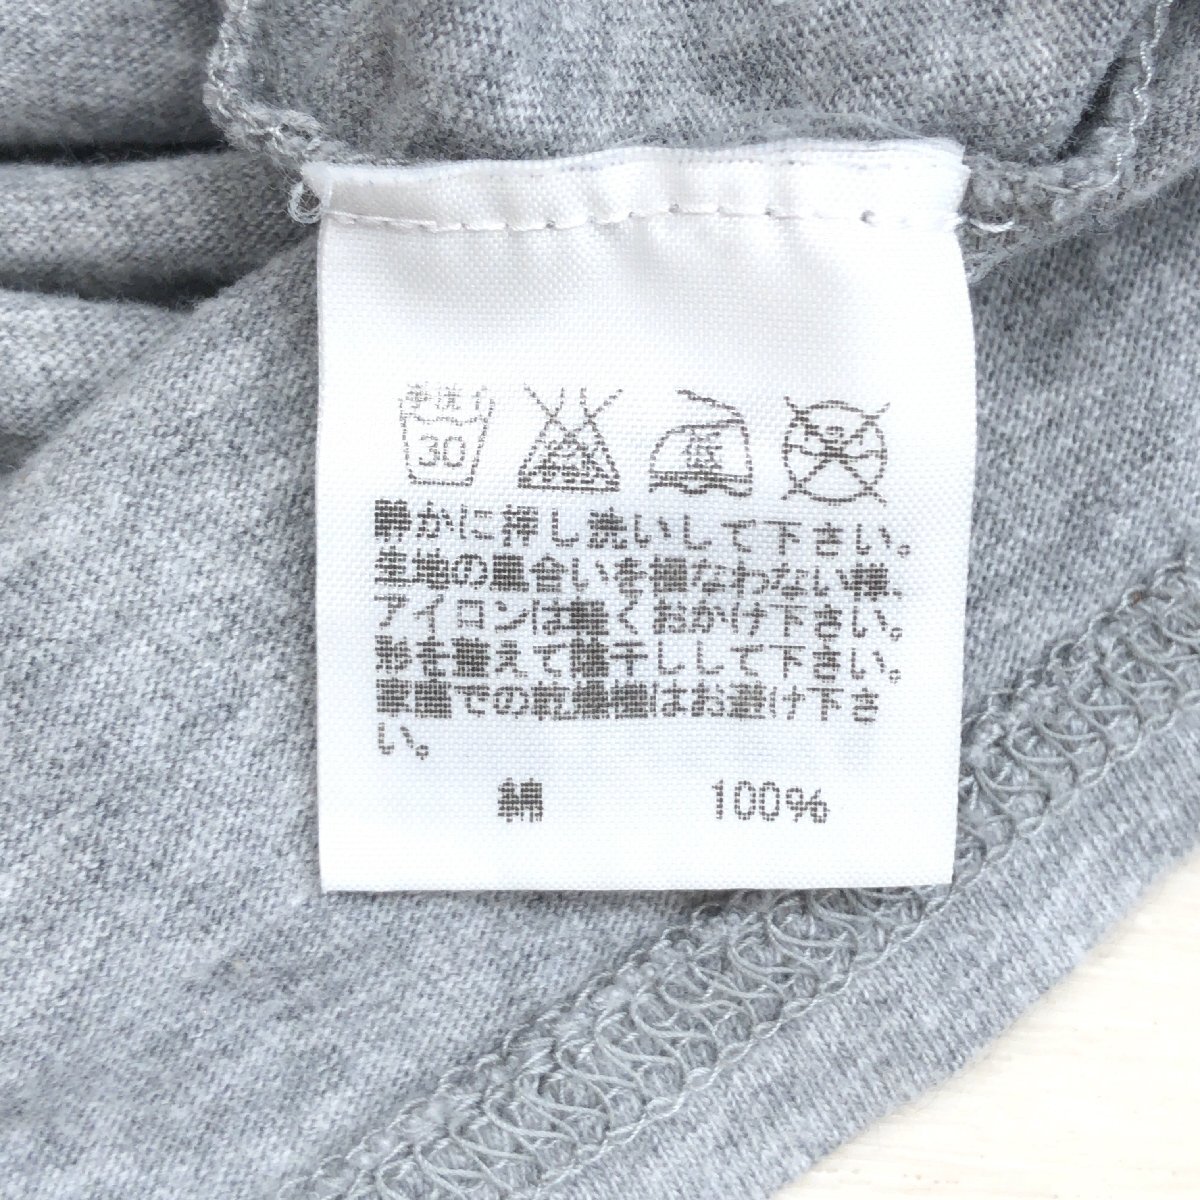 手洗イ
30
低
静かに押し洗いして下さい。
生地の風合いを損なわない様、
アイロンは軽くおかけ下さい。
形を整えて陰干しして下さい。
家庭での乾燥機はお避け下さ
い。
綿 100%